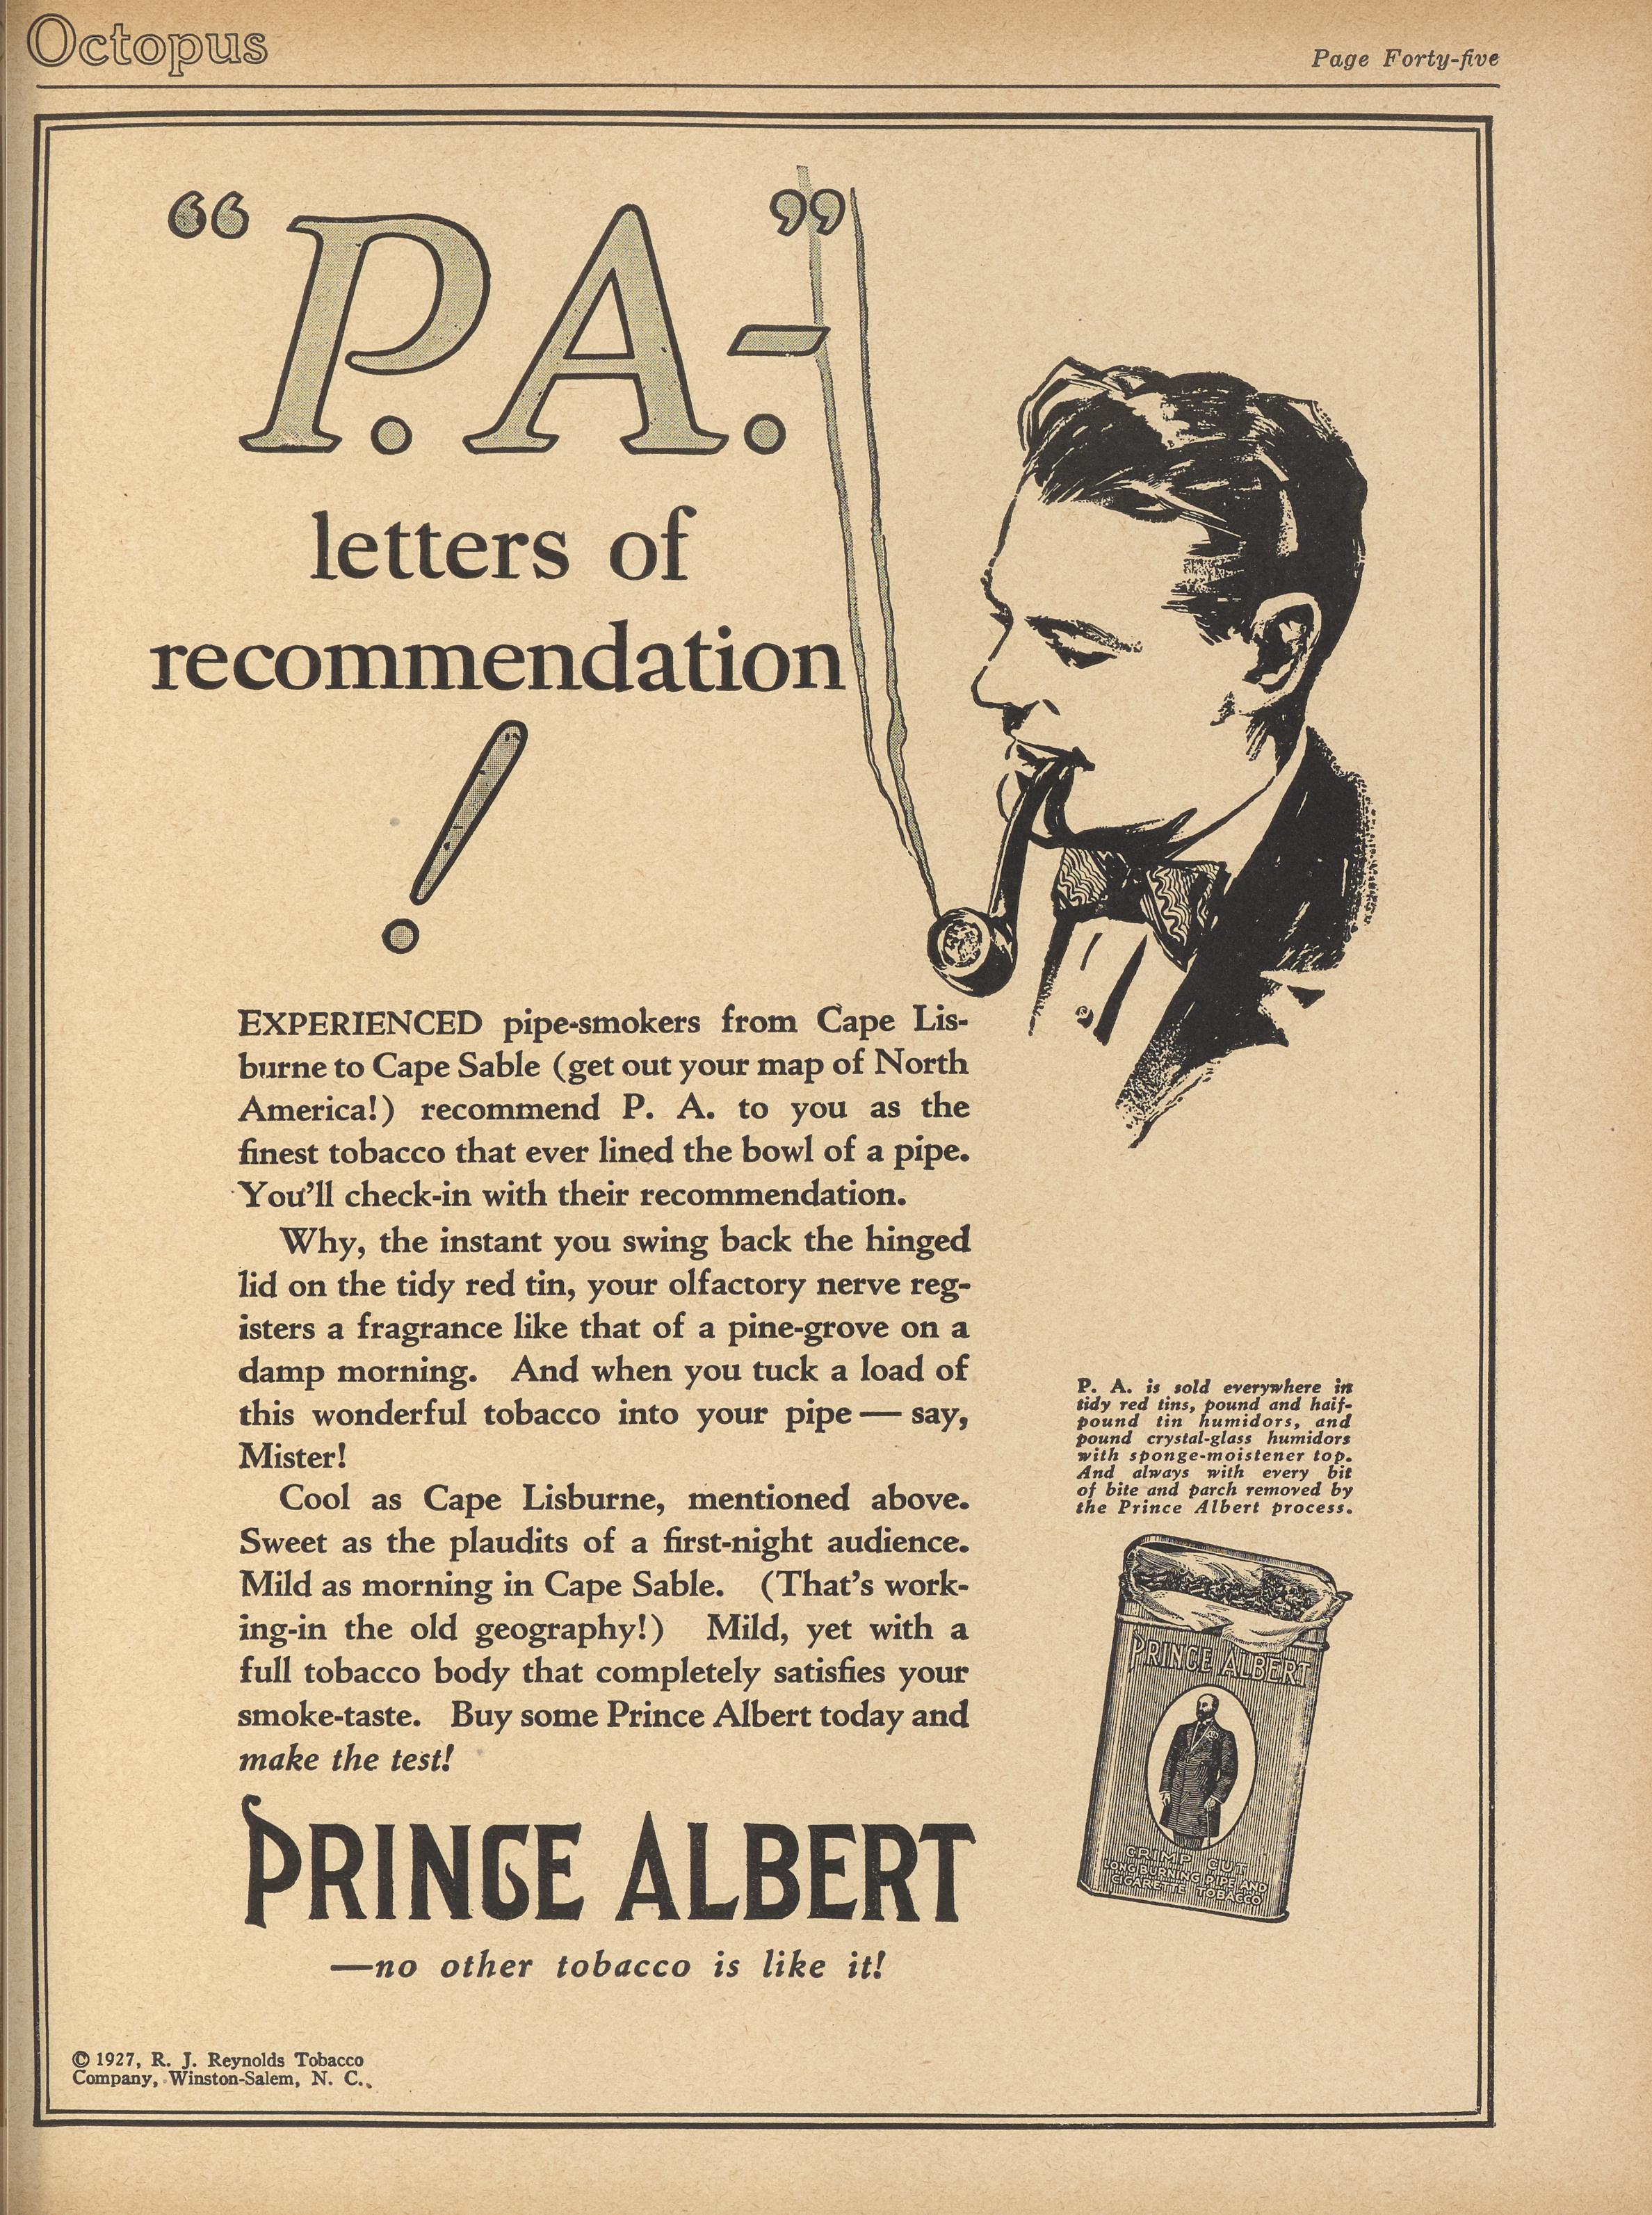 Octopus
Page Forty-five
“P.A.”-
letters of
recommendation
!
EXPERIENCED pipe-smokers from Cape Lis-
burne to Cape Sable (get out your map of North
America!) recommend P. A. to you as the
finest tobacco that ever lined the bowl of a pipe.
You'll check-in with their recommendation.
Why, the instant you swing back the hinged
lid on the tidy red tin, your olfactory nerve reg-
isters a fragrance like that of a pine-grove on a
damp morning. And when you tuck a load of
this wonderful tobacco into your pipe — say,
Mister!
Cool as Cape Lisburne, mentioned above.
Sweet as the plaudits of a first-night audience.
Mild as morning in Cape Sable. (That's work-
ing-in the old geography!) Mild, yet with a
full tobacco body that completely satisfies your
smoke-taste. Buy some Prince Albert today and
make the test!
PRINCE ALBERT
—no other tobacco is like it!
P. A. is sold everywhere in
tidy red tins, pound and half-
pound tin humidors, and
pound crystal-glass humidors
with sponge-moistener top.
And always with every bit
of bite and parch removed by
the Prince Albert process.
PRINCE ALBERT
CRIMP CUT
LONG BURNING PIPE AND
CIGARETTE TOBACCO
© 1927, R. J. Reynolds Tobacco
Company, Winston-Salem, N. C.